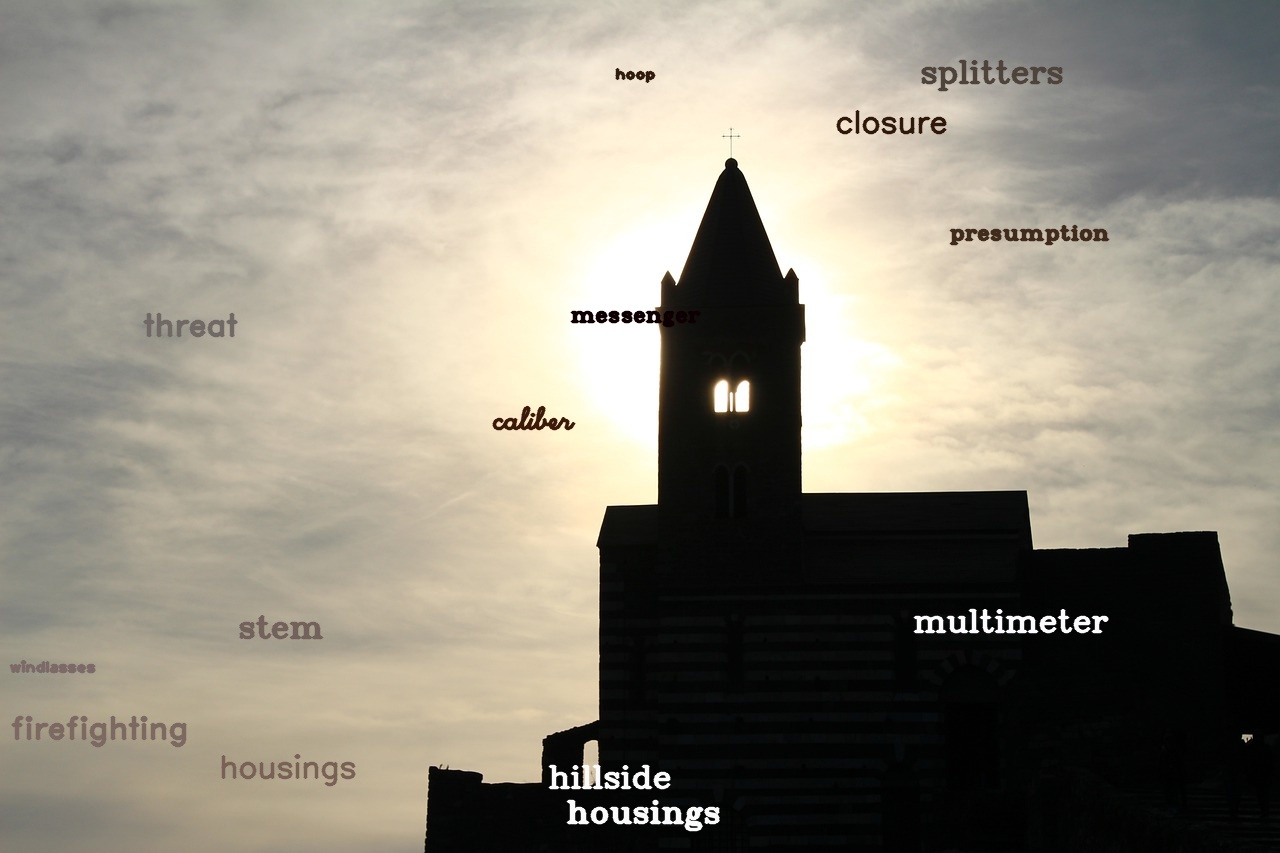 hoop
splitters
closure
presumption
messenger
threat
caliber
multimeter
stem
windlasses
firefighting
housings
hillside
housings